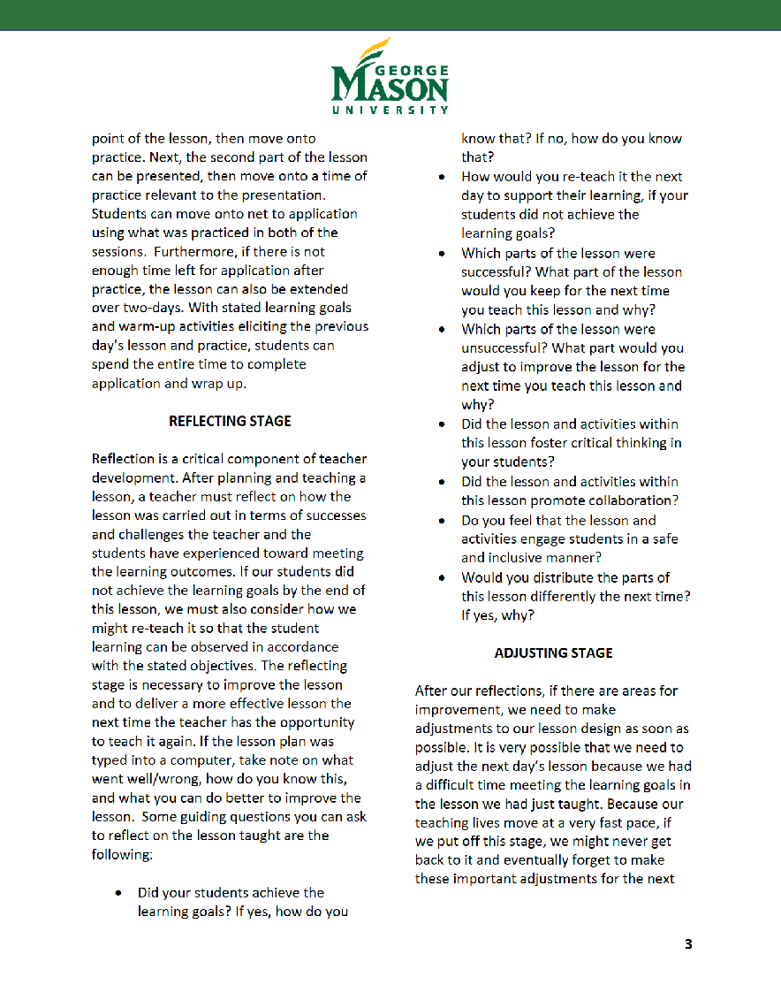 GEORGE
MASON
UNIVERSITY
point of the lesson, then move onto
practice. Next, the second part of the lesson
can be presented, then move onto a time of
practice relevant to the presentation.
Students can move onto net to application
using what was practiced in both of the
sessions.  Furthermore, if there is not
enough time left for application after
practice, the lesson can also be extended
over two-days. With stated learning goals
and warm-up activities eliciting the previous
day's lesson and practice, students can
spend the entire time to complete
application and wrap up.
REFLECTING STAGE
Reflection is a critical component of teacher
development. After planning and teaching a
lesson, a teacher must reflect on how the
lesson was carried out in terms of successes
and challenges the teacher and the
students have experienced toward meeting
the learning outcomes. If our students did
not achieve the learning goals by the end of
this lesson, we must also consider how we
might re-teach it so that the student
learning can be observed in accordance
with the stated objectives. The reflecting
stage is necessary to improve the lesson
and to deliver a more effective lesson the
next time the teacher has the opportunity
to teach it again. If the lesson plan was
typed into a computer, take note on what
went well/wrong, how do you know this,
and what you can do better to improve the
lesson.  Some guiding questions you can ask
to reflect on the lesson taught are the
following:
• Did your students achieve the
learning goals? If yes, how do you
know that? If no, how do you know
that?
• How would you re-teach it the next
day to support their learning, if your
students did not achieve the
learning goals?
• Which parts of the lesson were
successful? What part of the lesson
would you keep for the next time
you teach this lesson and why?
• Which parts of the lesson were
unsuccessful? What part would you
adjust to improve the lesson for the
next time you teach this lesson and
why?
• Did the lesson and activities within
this lesson foster critical thinking in
your students?
• Did the lesson and activities within
this lesson promote collaboration?
• Do you feel that the lesson and
activities engage students in a safe
and inclusive manner?
• Would you distribute the parts of
this lesson differently the next time?
If yes, why?
ADJUSTING STAGE
After our reflections, if there are areas for
improvement, we need to make
adjustments to our lesson design as soon as
possible. It is very possible that we need to
adjust the next day's lesson because we had
a difficult time meeting the learning goals in
the lesson we had just taught. Because our
teaching lives move at a very fast pace, if
we put off this stage, we might never get
back to it and eventually forget to make
these important adjustments for the next
3